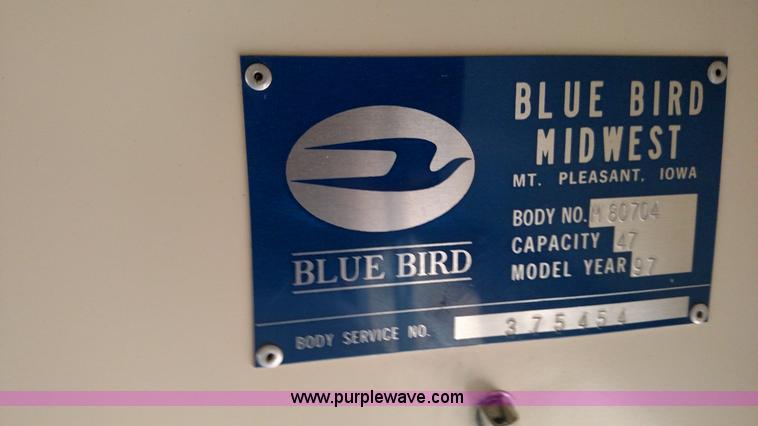 BLUE BIRD
MIDWEST
MT. PLEASANT, IOWA
BODY NO. M 80704
CAPACITY 47
MODEL YEAR 97
BLUE BIRD
BODY SERVICE NO. 375454
www.purplewave.com